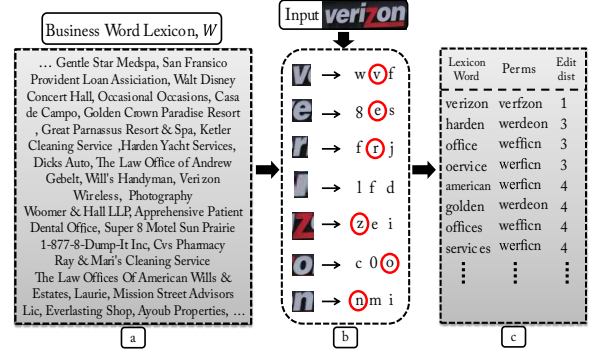 Business Word Lexicon, W
... Gentle Star Medspa, San Fransico
Provident Loan Assiciation, Walt Disney
Concert Hall, Occasional Occasions, Casa
de Campo, Golden Crown Paradise Resort
, Great Parnassus Resort & Spa, Ketler
Cleaning Service ,Harden Yacht Services,
Dicks Auto, The Law Office of Andrew
Gebelt, Will's Handyman, Verizon
Wireless, Photography
Woomer & Hall LLP, Apprehensive Patient
Dental Office, Super 8 Motel Sun Prairie
1-877-8-Dump-It Inc, Cvs Pharmacy
Ray & Mari's Cleaning Service
The Law Offices Of American Wills &
Estates, Laurie, Mission Street Advisors
Lic, Everlasting Shop, Ayoub Properties, ...
a
Input verizon
v → w v f
e → 8 e s
r → f r j
i → l f d
z → z e i
o → c 0 o
n → n m i
b
Lexicon Word Perms Edit dist
verizon verfzon 1
harden werdeon 3
office wefficn 3
oervice wefficn 3
american wefficn 4
golden werdeon 4
offices wefficn 4
services wefficn 4
c